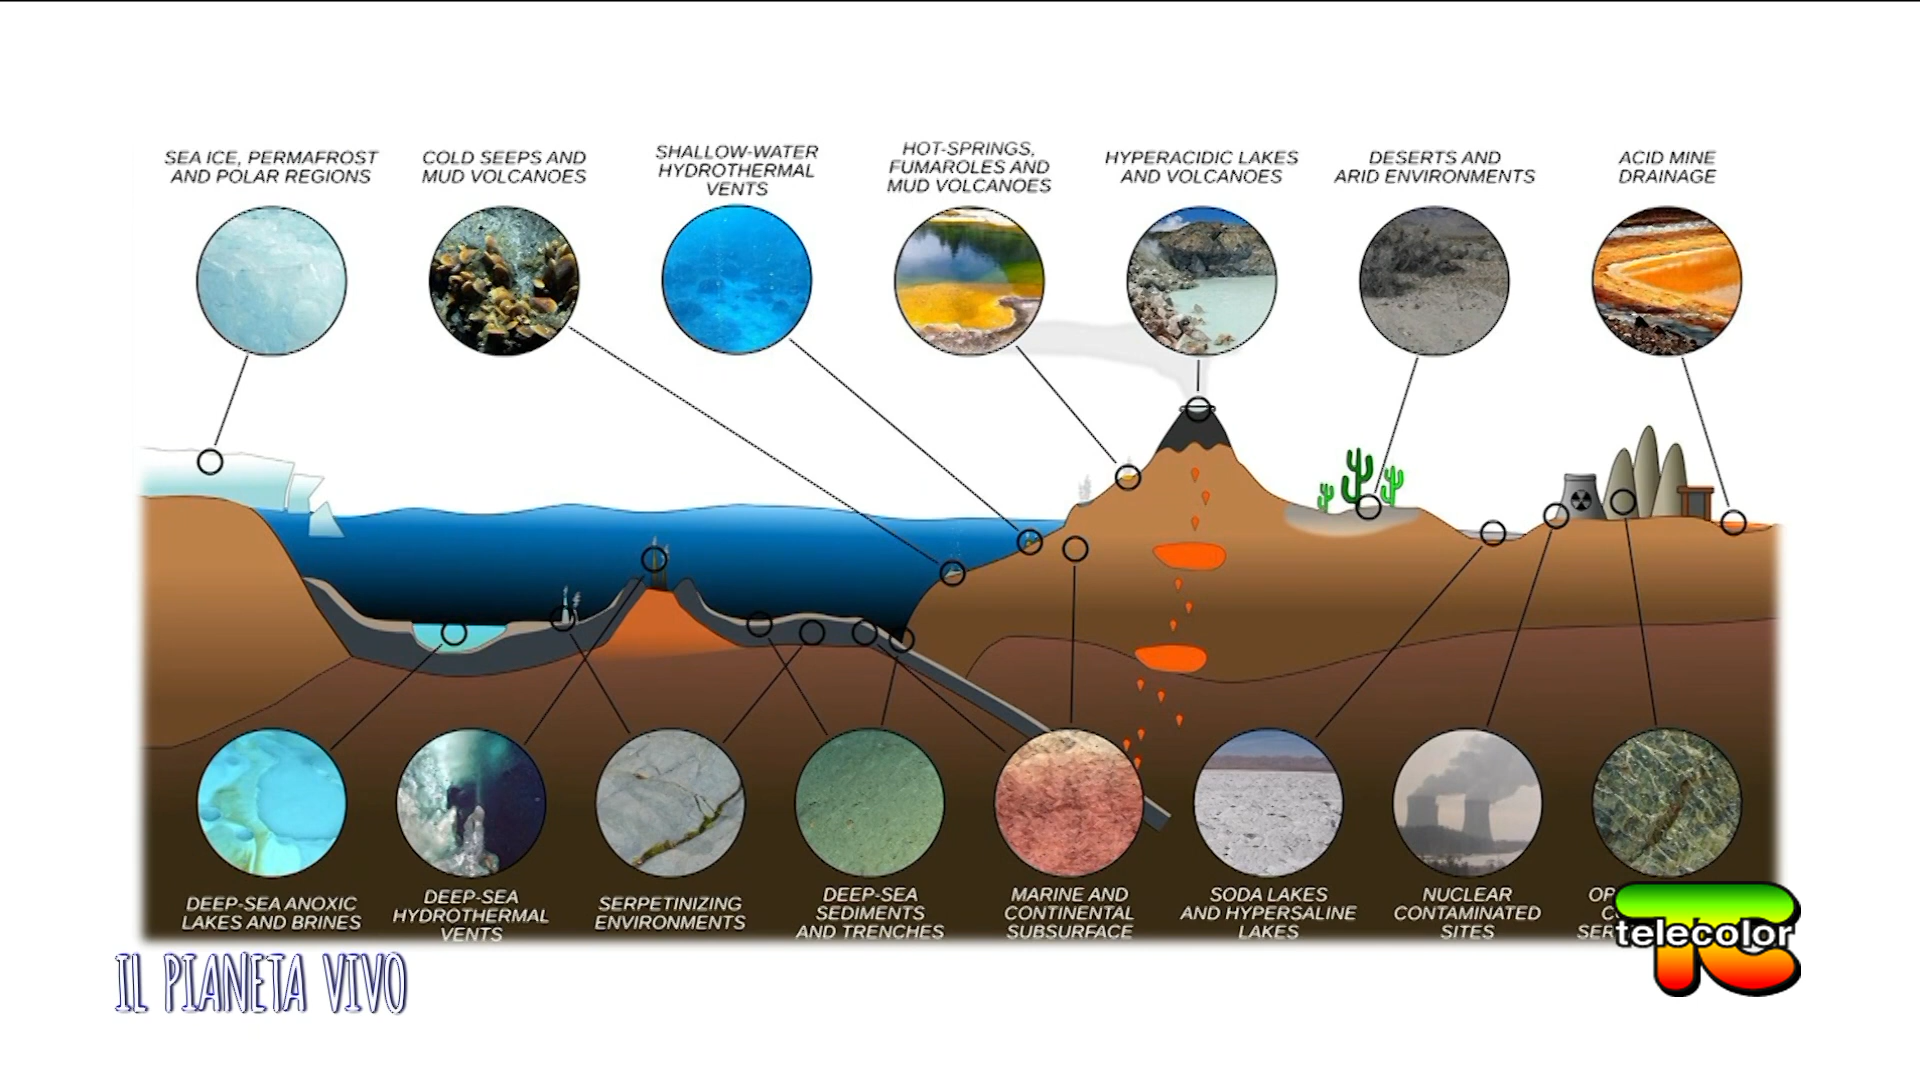 SEA ICE, PERMAFROST
AND POLAR REGIONS
COLD SEEPS AND
MUD VOLCANOES
SHALLOW-WATER
HYDROTHERMAL
VENTS
HOT-SPRINGS,
FUMAROLES AND
MUD VOLCANOES
HYPERACIDIC LAKES
AND VOLCANOES
DESERTS AND
ARID ENVIRONMENTS
ACID MINE
DRAINAGE
DEEP-SEA ANOXIC
LAKES AND BRINES
DEEP-SEA
HYDROTHERMAL
VENTS
SERPETINIZING
ENVIRONMENTS
DEEP-SEA
SEDIMENTS
AND TRENCHES
MARINE AND
CONTINENTAL
SUBSURFACE
SODA LAKES
AND HYPERSALINE
LAKES
NUCLEAR
CONTAMINATED
SITES
telecolor
IL PIANETA VIVO